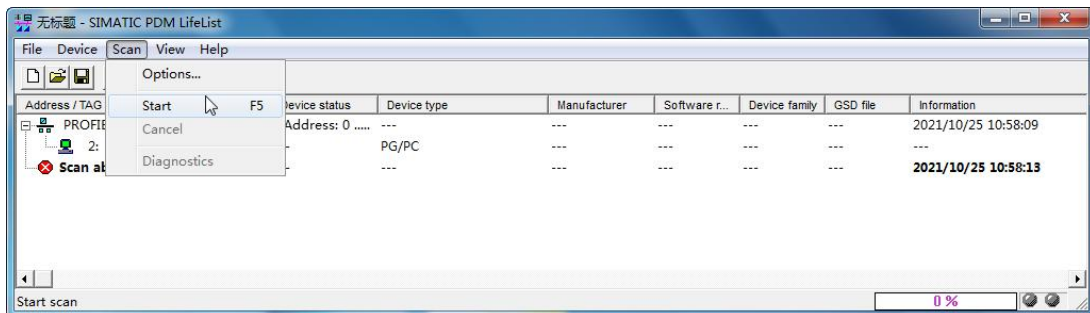 无标题 - SIMATIC PDM LifeList
File Device Scan View Help
Options...
Address / TAG Device status Device type Manufacturer Software r... Device family GSD file Information
Start F5
PROFIB Address: 0 ..... --- --- --- --- --- 2021/10/25 10:58:09
Cancel
2: - PG/PC --- --- --- --- ---
Diagnostics
Scan ab - --- --- --- --- --- 2021/10/25 10:58:13
Start scan 0 %